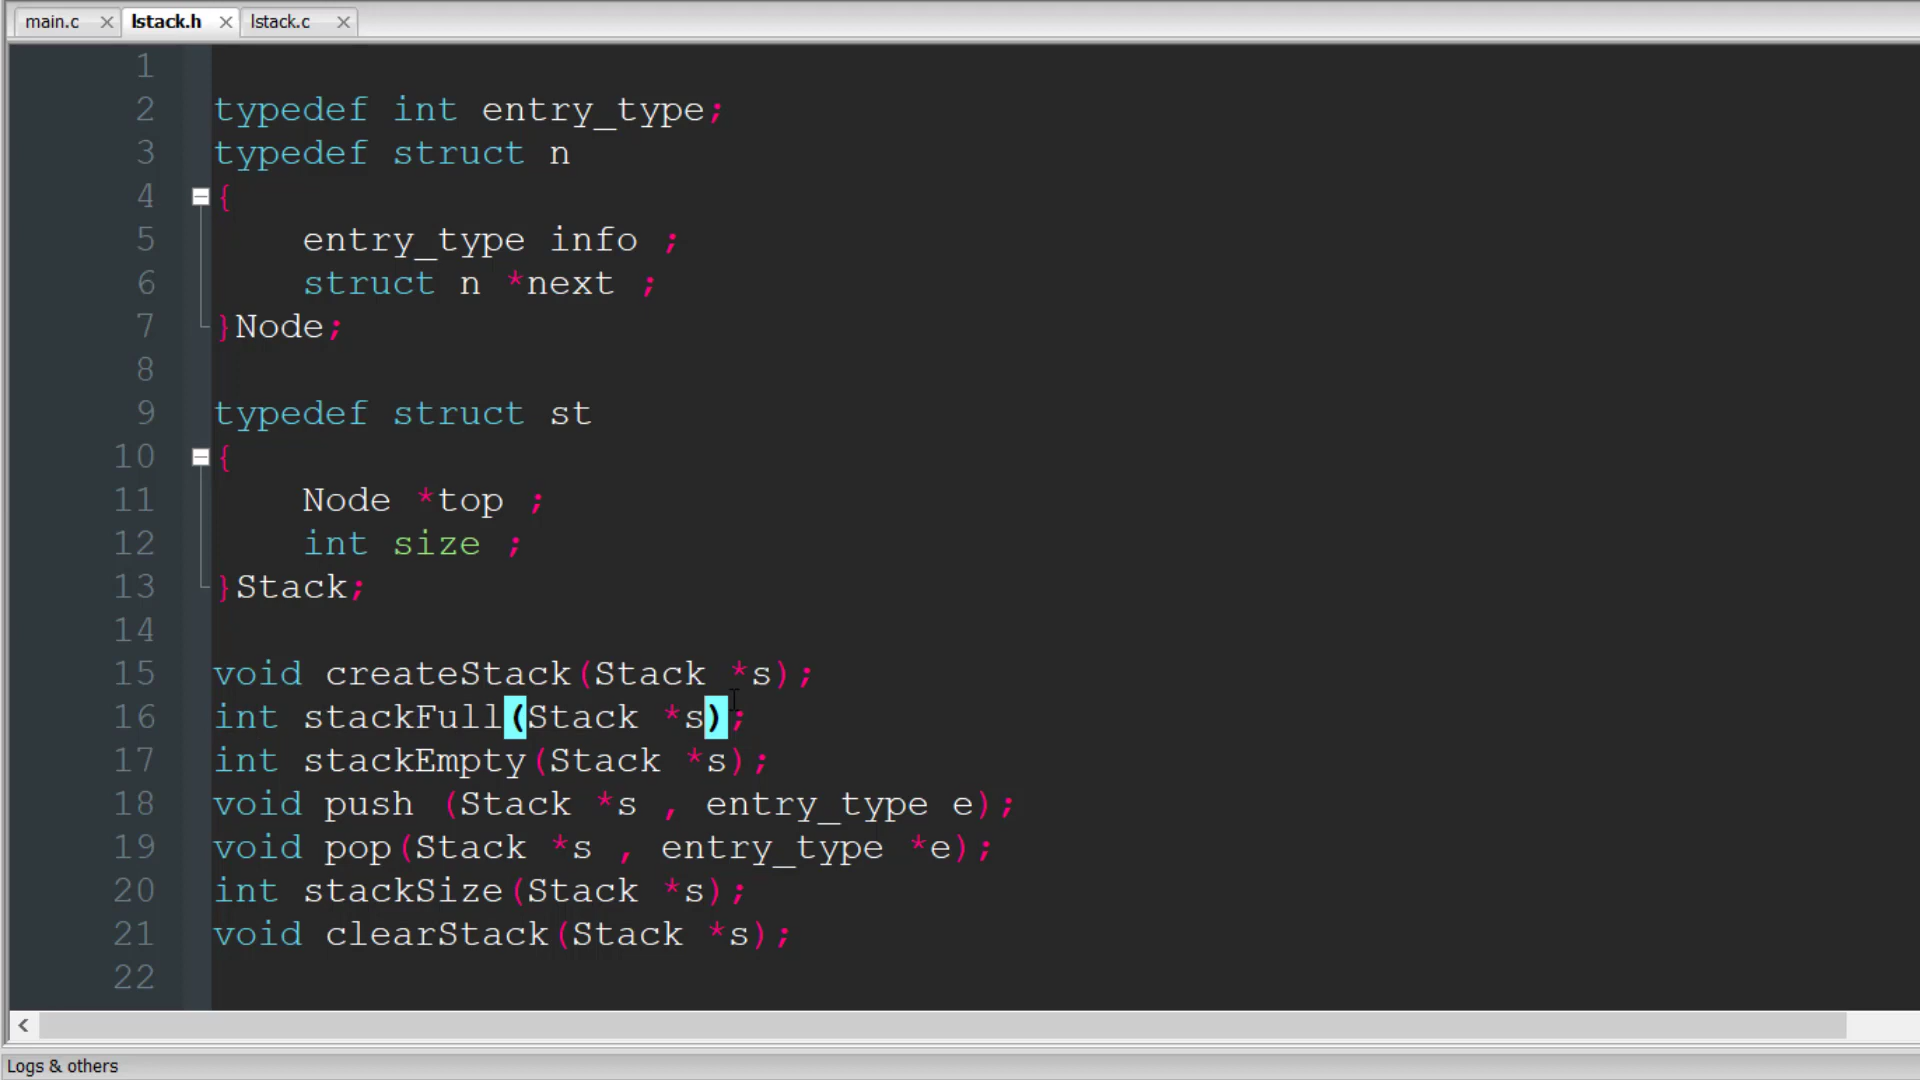 main.c × lstack.h × lstack.c ×
1
2 typedef int entry_type;
3 typedef struct n
4 {
5 entry_type info ;
6 struct n *next ;
7 }Node;
8
9 typedef struct st
10 {
11 Node *top ;
12 int size ;
13 }Stack;
14
15 void createStack(Stack *s);
16 int stackFull(Stack *s);
17 int stackEmpty(Stack *s);
18 void push (Stack *s , entry_type e);
19 void pop(Stack *s , entry_type *e);
20 int stackSize(Stack *s);
21 void clearStack(Stack *s);
22
Logs & others